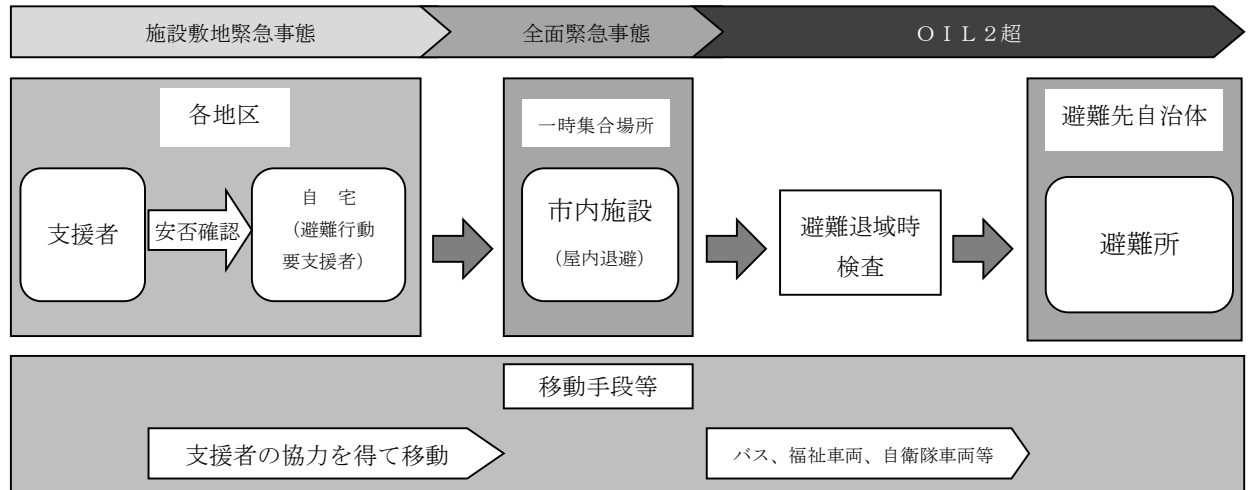 施設敷地緊急事態
全面緊急事態
ＯＩＬ２超
各地区
一時集合場所
避難先自治体
支援者
安否確認
自　宅
（避難行動
要支援者）
市内施設
（屋内退避）
避難退域時
検査
避難所
移動手段等
支援者の協力を得て移動
バス、福祉車両、自衛隊車両等